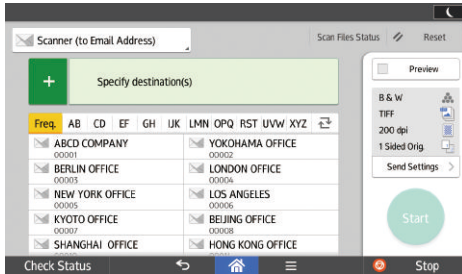 Scanner (to Email Address)
Scan Files Status
Reset
+ Specify destination(s)
Preview
B & W
TIFF
200 dpi
1 Sided Orig.
Send Settings >
Start
Freq. AB CD EF GH IJK LMN OPQ RST UVW XYZ
ABCD COMPANY
00001
YOKOHAMA OFFICE
00002
BERLIN OFFICE
00003
LONDON OFFICE
00004
NEW YORK OFFICE
00005
LOS ANGELES
00006
KYOTO OFFICE
00007
BEIJING OFFICE
00008
SHANGHAI OFFICE
HONG KONG OFFICE
Check Status
Stop